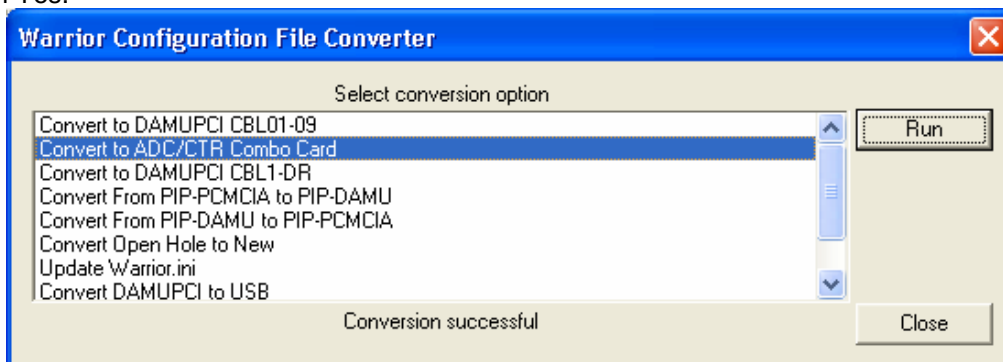 Warrior Configuration File Converter
Select conversion option
Convert to DAMUPCI CBL01-09
Convert to ADC/CTR Combo Card
Convert to DAMUPCI CBL1-DR
Convert From PIP-PCMCIA to PIP-DAMU
Convert From PIP-DAMU to PIP-PCMCIA
Convert Open Hole to New
Update Warrior.ini
Convert DAMUPCI to USB
Run
Conversion successful
Close